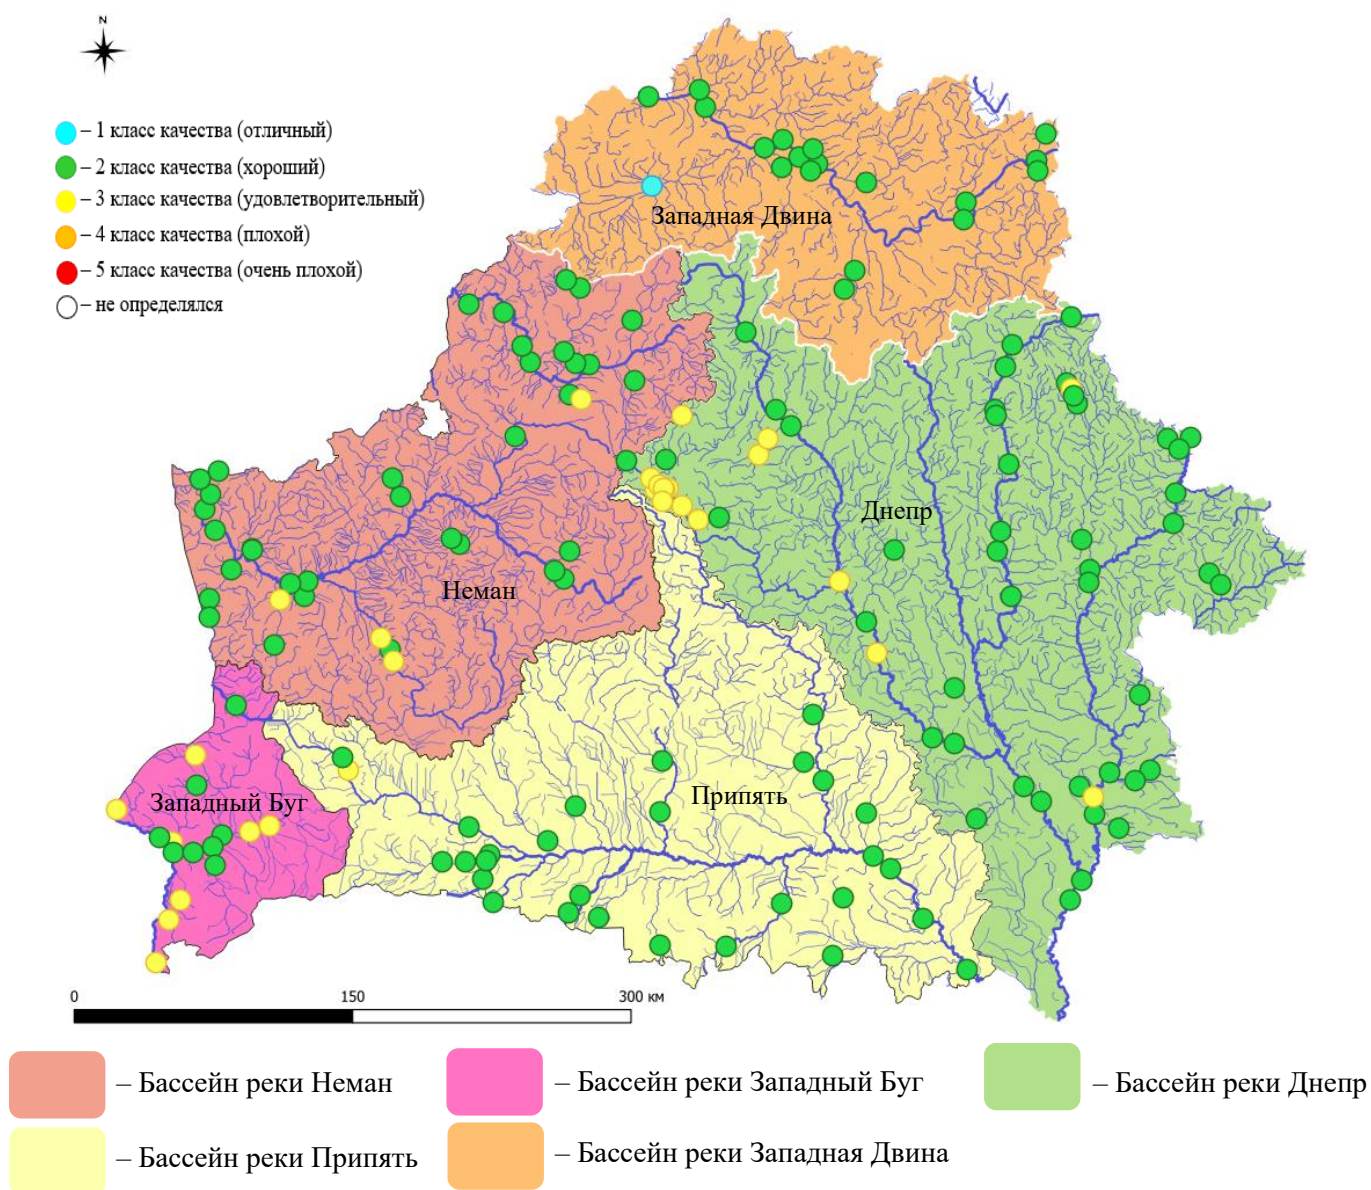 N
– 1 класс качества (отличный)
– 2 класс качества (хороший)
– 3 класс качества (удовлетворительный)
– 4 класс качества (плохой)
– 5 класс качества (очень плохой)
– не определялся
Западная Двина
Днепр
Неман
Припять
Западный Буг
0 150 300 км
– Бассейн реки Неман
– Бассейн реки Западный Буг
– Бассейн реки Днепр
– Бассейн реки Припять
– Бассейн реки Западная Двина